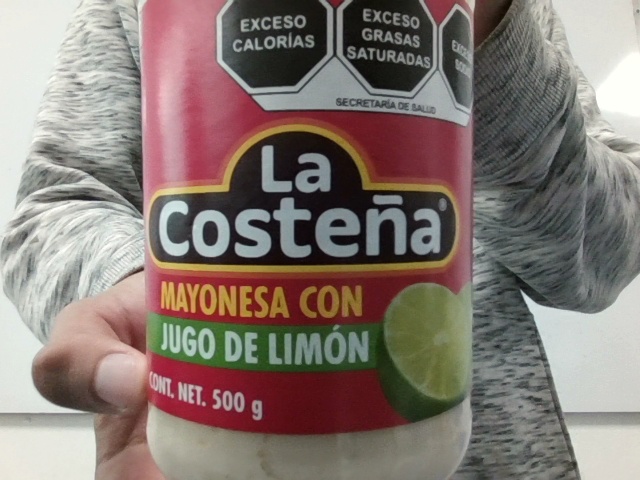 EXCESO
CALORÍAS
EXCESO
GRASAS
SATURADAS
SECRETARÍA DE SALUD
La
Costeña®
MAYONESA CON
JUGO DE LIMÓN
CONT. NET. 500 g